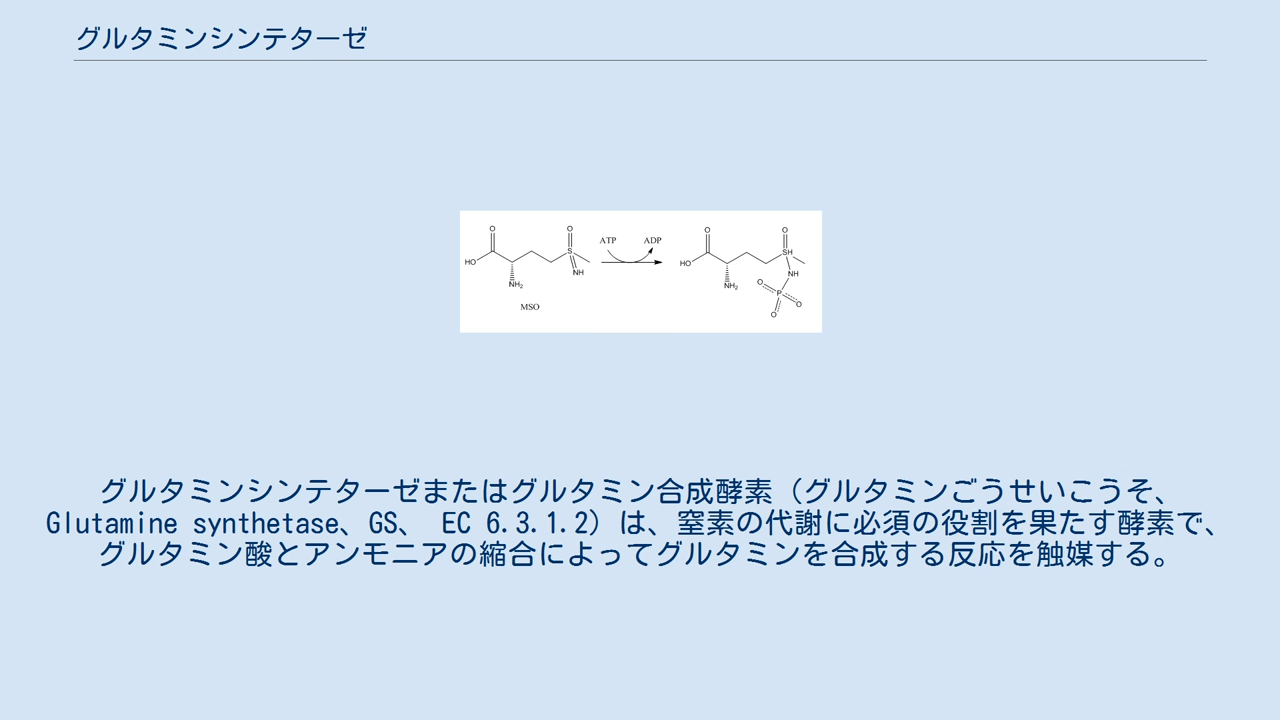 グルタミンシンテターゼ
O
O
HO
S
NH
NH2
MSO
ATP
ADP
O
O
HO
SH
NH
NH2
O
P
O
O
グルタミンシンテターゼまたはグルタミン合成酵素（グルタミンごうせいこうそ、
Glutamine synthetase、GS、 EC 6.3.1.2）は、窒素の代謝に必須の役割を果たす酵素で、
グルタミン酸とアンモニアの縮合によってグルタミンを合成する反応を触媒する。